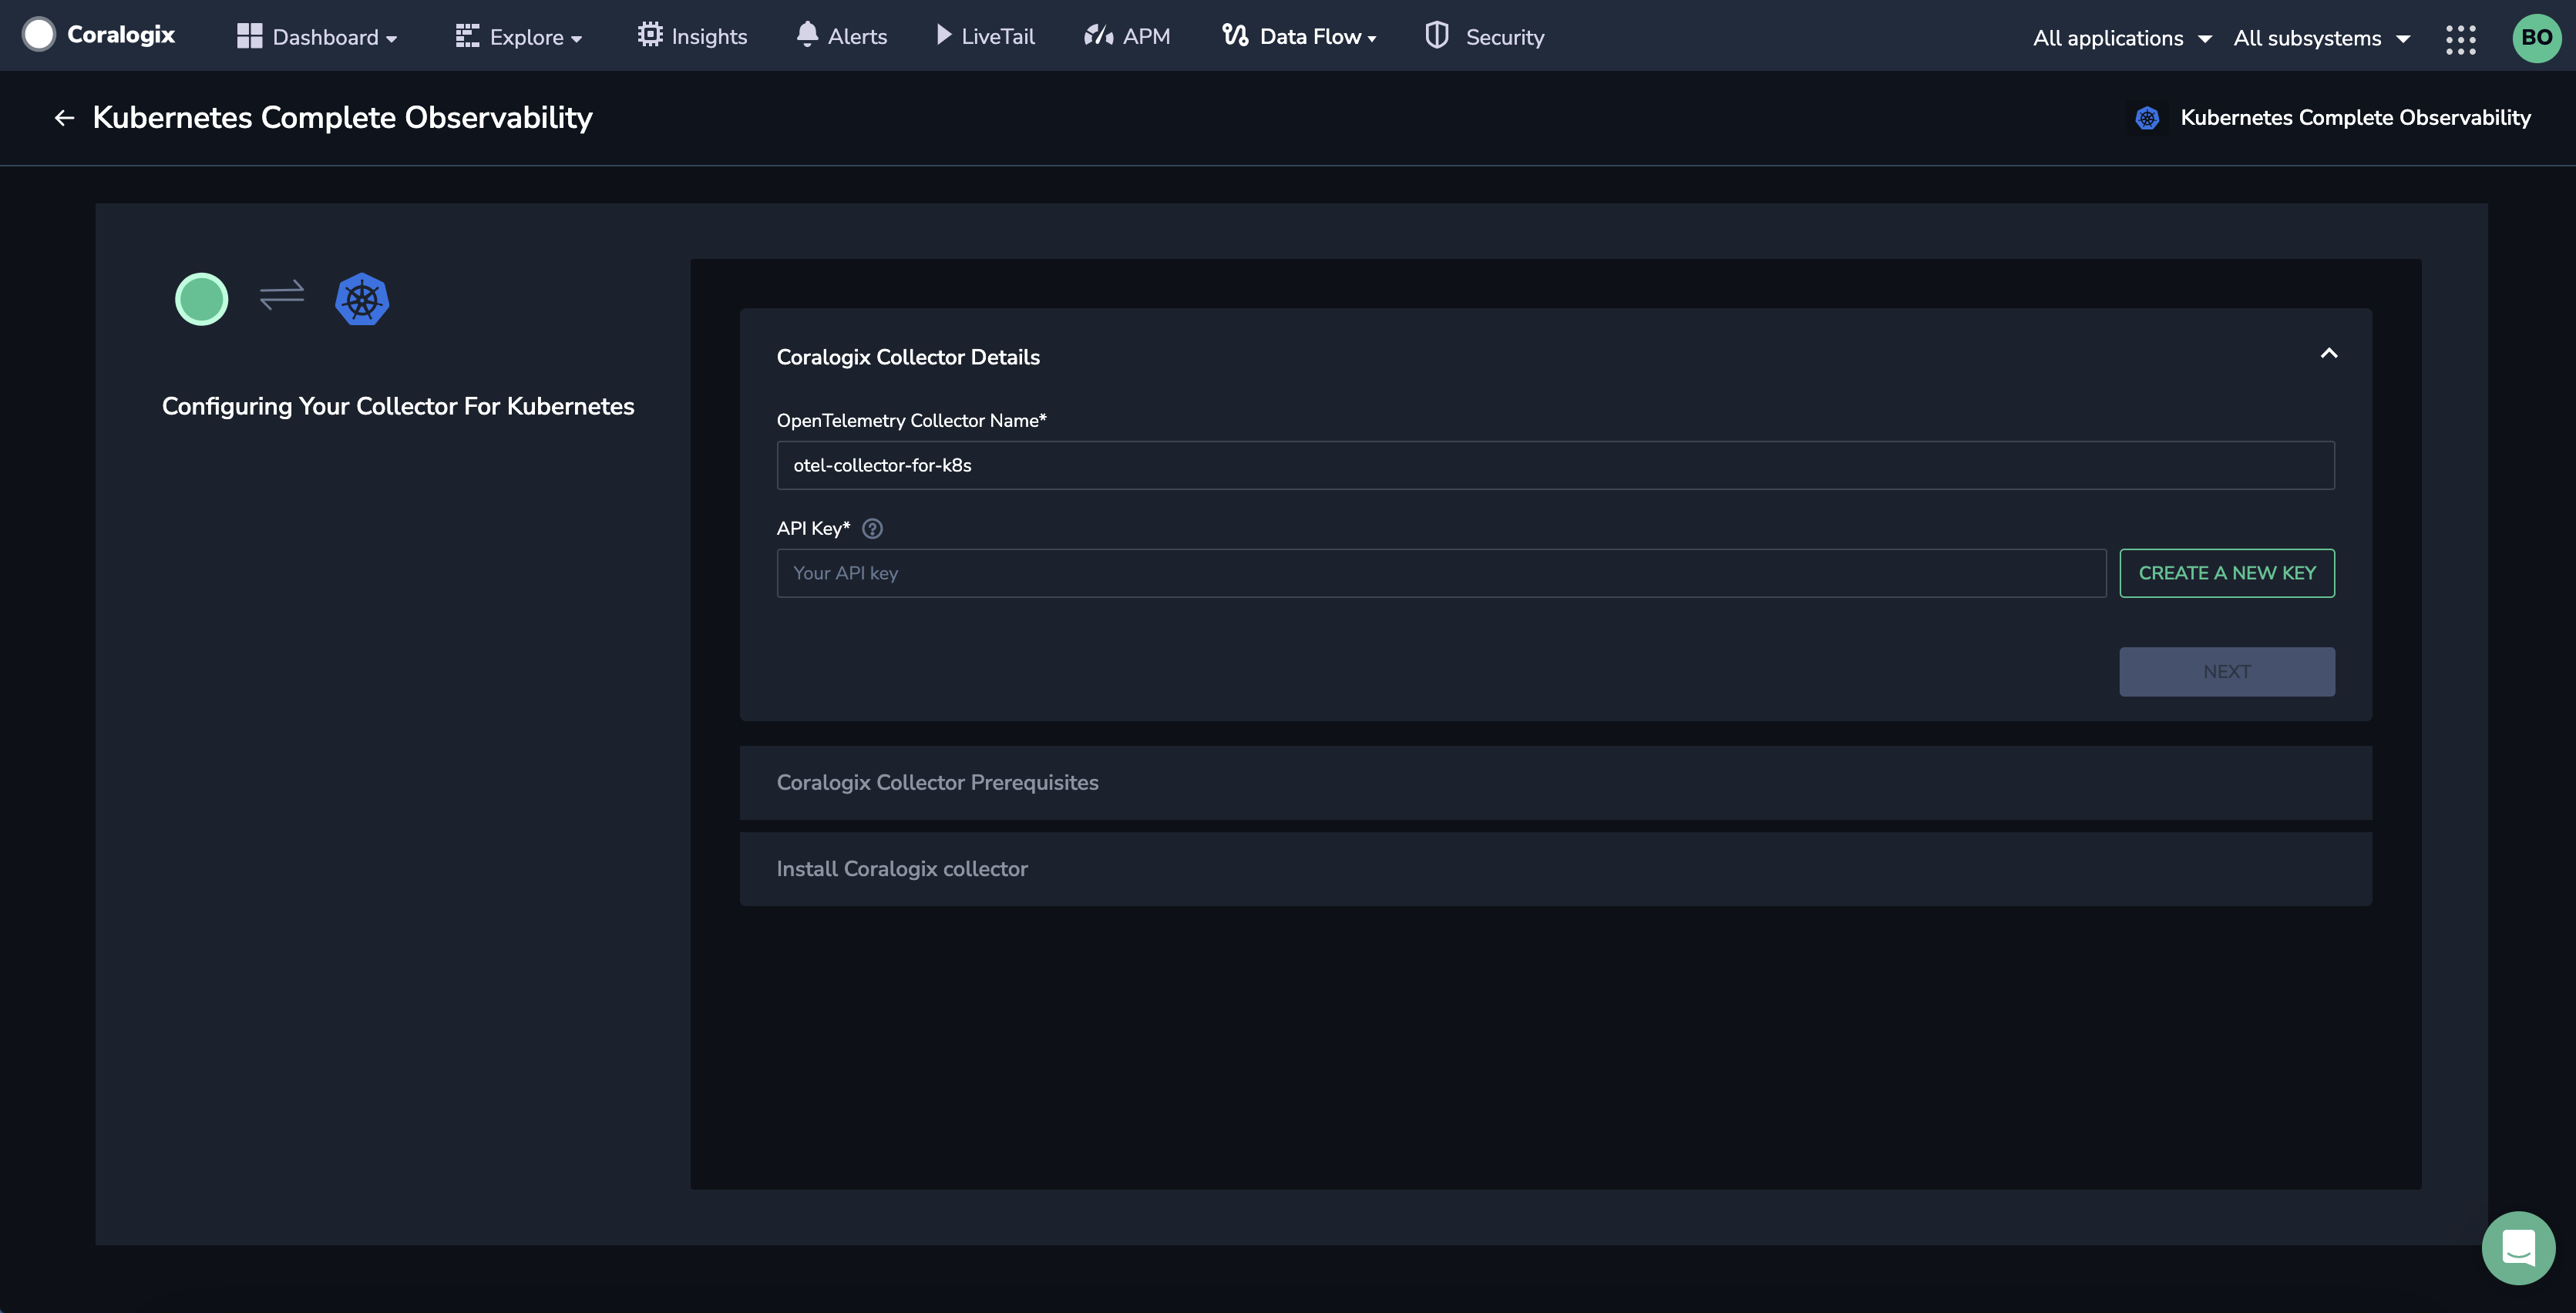 Coralogix
Dashboard
Explore
Insights
Alerts
LiveTail
APM
Data Flow
Security
All applications
All subsystems
BO
Kubernetes Complete Observability
Kubernetes Complete Observability
Configuring Your Collector For Kubernetes
Coralogix Collector Details
OpenTelemetry Collector Name*
otel-collector-for-k8s
API Key*
Your API key
CREATE A NEW KEY
NEXT
Coralogix Collector Prerequisites
Install Coralogix collector